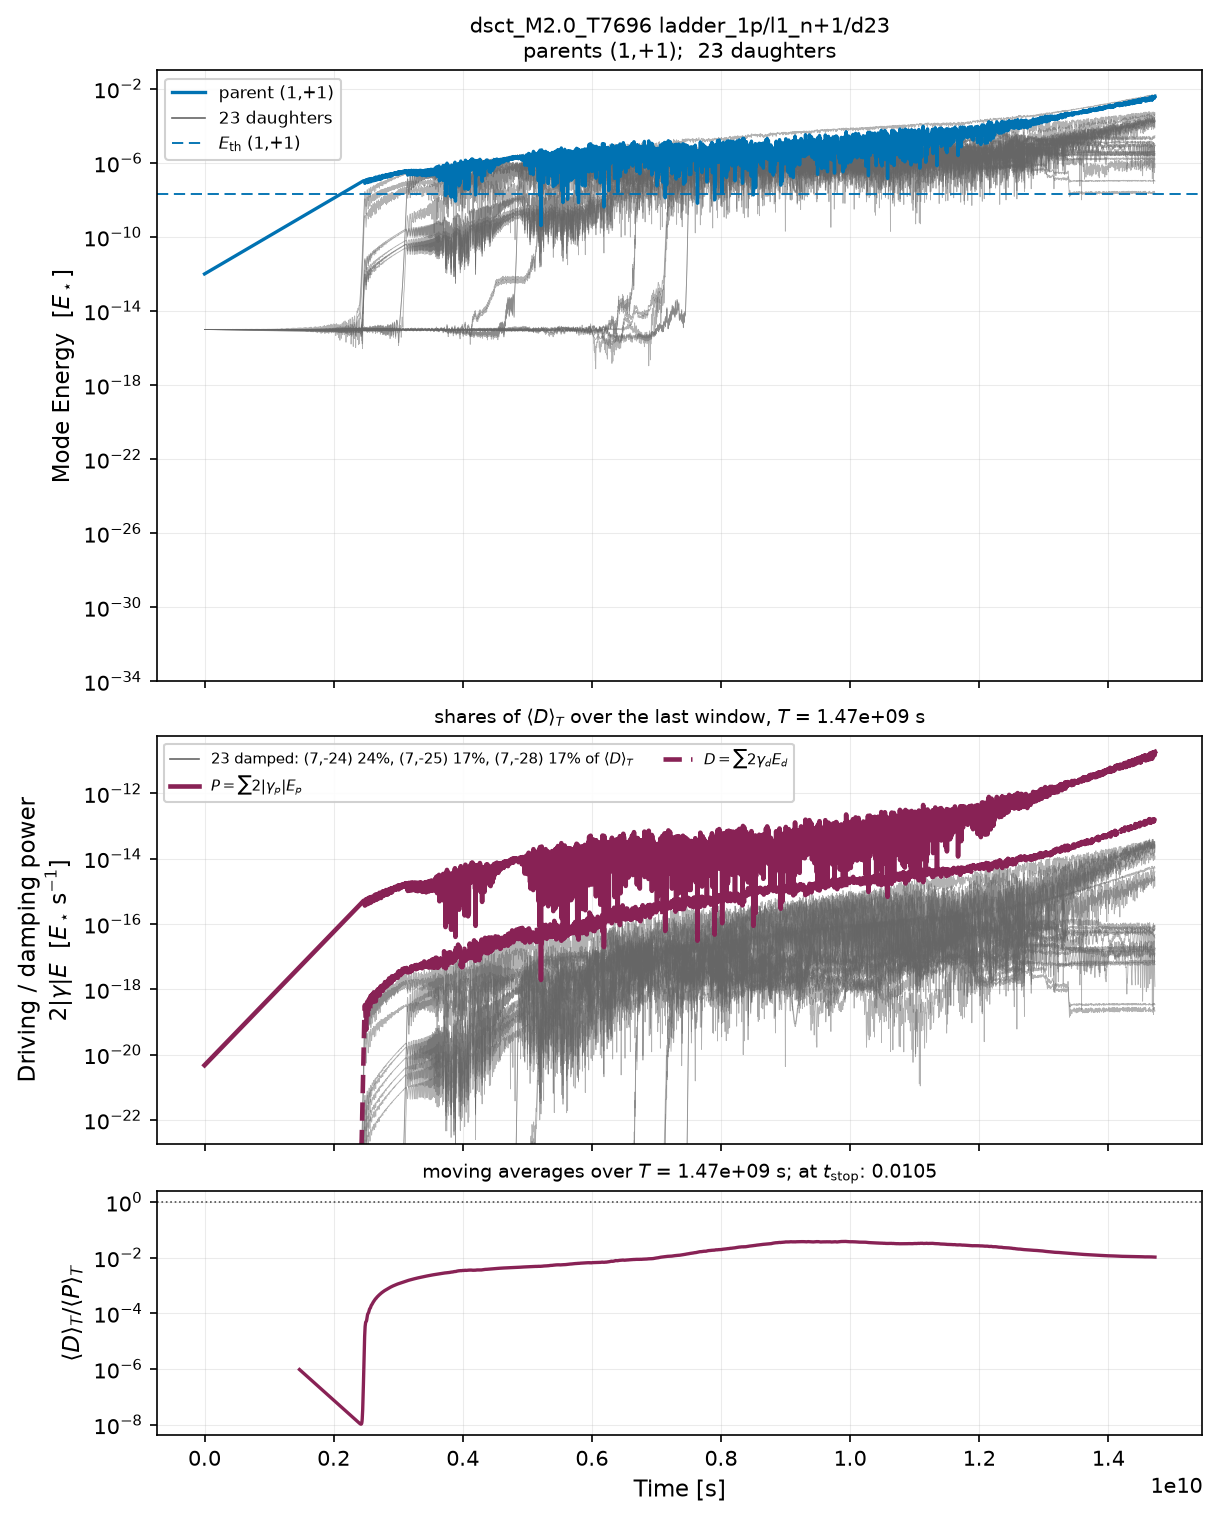 dsct_M2.0_T7696 ladder_1p/l1_n+1/d23
parents (1,+1);  23 daughters
parent (1,+1)
23 daughters
E_th (1,+1)
Mode Energy [E⋆]
10⁻²
10⁻⁶
10⁻¹⁰
10⁻¹⁴
10⁻¹⁸
10⁻²²
10⁻²⁶
10⁻³⁰
10⁻³⁴
shares of ⟨D⟩_T over the last window, T = 1.47e+09 s
23 damped: (7,-24) 24%, (7,-25) 17%, (7,-28) 17% of ⟨D⟩_T
P = ∑2|γ_p|E_p
D = ∑2γ_dE_d
Driving / damping power
2|γ|E [E⋆ s⁻¹]
10⁻¹²
10⁻¹⁴
10⁻¹⁶
10⁻¹⁸
10⁻²⁰
10⁻²²
moving averages over T = 1.47e+09 s; at t_stop: 0.0105
⟨D⟩_T/⟨P⟩_T
10⁰
10⁻²
10⁻⁴
10⁻⁶
10⁻⁸
0.0 0.2 0.4 0.6 0.8 1.0 1.2 1.4
1e10
Time [s]